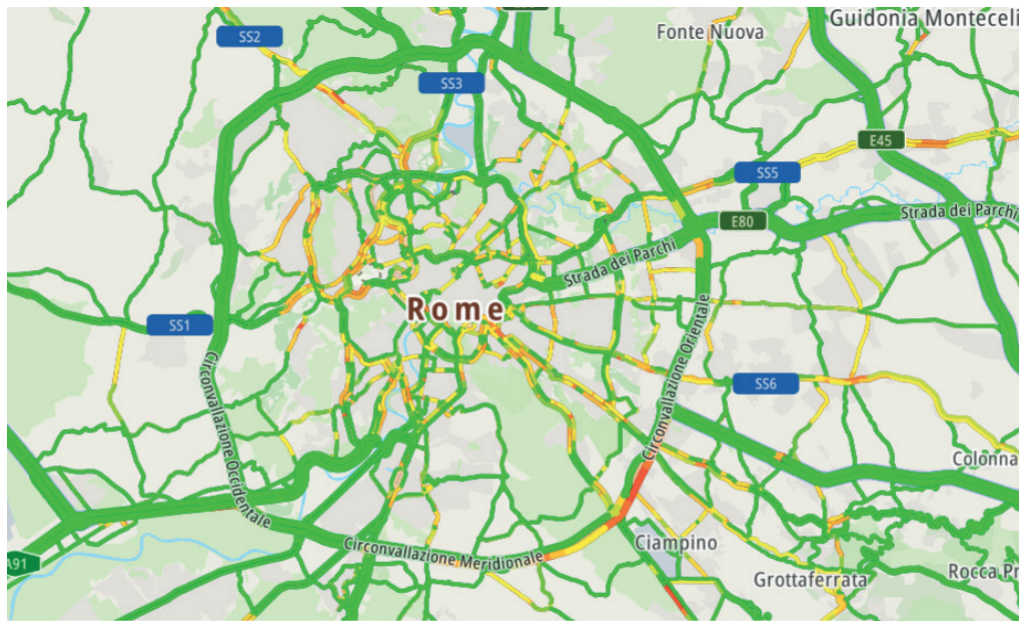 Guidonia Monteceli
Fonte Nuova
SS2
SS3
E45
SS5
Strada dei Parchi
E80
Strada dei Parchi
Rome
SS1
Circonvallazione Orientale
SS6
Circonvallazione Occidentale
Colonna
Circonvallazione Meridionale
Ciampino
A91
Grottaferrata
Rocca Pr